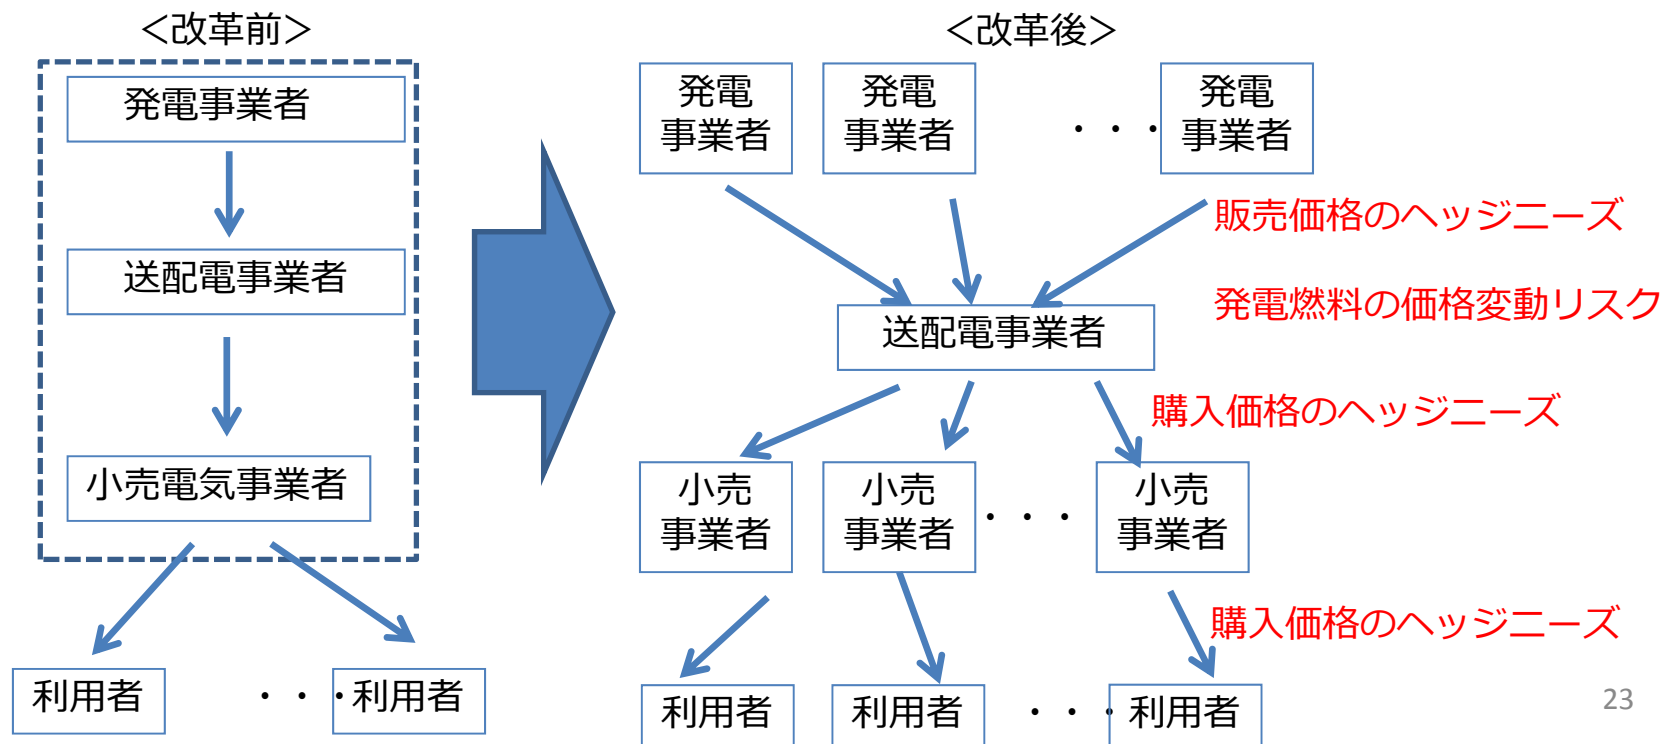 <改革前>
発電事業者
送配電事業者
小売電気事業者
利用者
・・・
利用者
<改革後>
発電
事業者
発電
事業者
・・・
発電
事業者
販売価格のヘッジニーズ
発電燃料の価格変動リスク
送配電事業者
購入価格のヘッジニーズ
小売
事業者
小売
事業者
・・・
小売
事業者
購入価格のヘッジニーズ
利用者
利用者
・・・
利用者
23